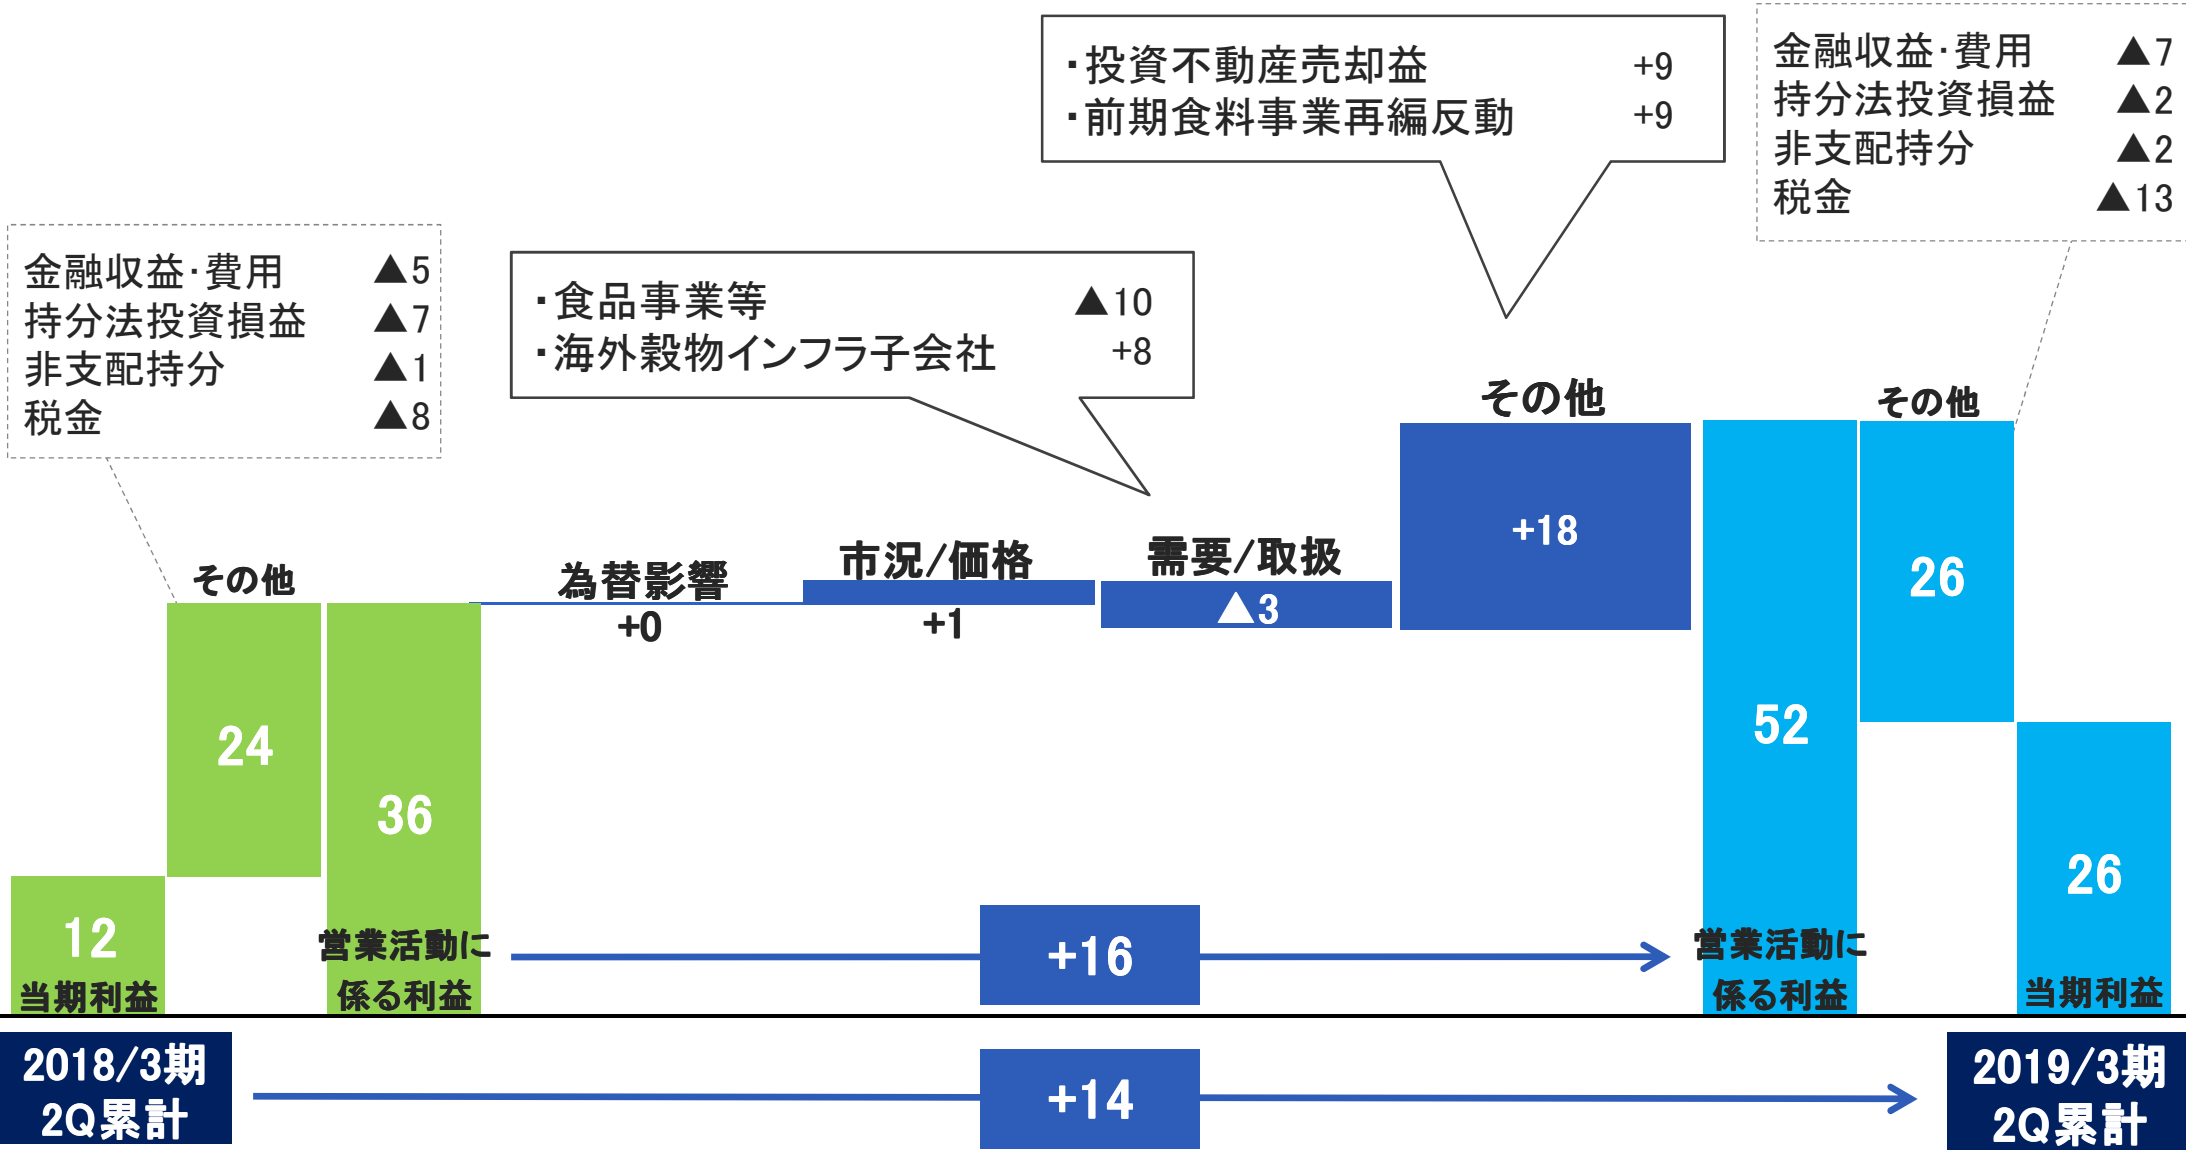 ・投資不動産売却益 +9
・前期食料事業再編反動 +9
金融収益・費用 ▲7
持分法投資損益 ▲2
非支配持分 ▲2
税金 ▲13
金融収益・費用 ▲5
持分法投資損益 ▲7
非支配持分 ▲1
税金 ▲8
・食品事業等 ▲10
・海外穀物インフラ子会社 +8
その他
24
36
12
当期利益
営業活動に
係る利益
為替影響
+0
市況/価格
+1
需要/取扱
▲3
その他
+18
その他
26
52
営業活動に
係る利益
26
当期利益
+16
2018/3期
2Q累計
+14
2019/3期
2Q累計